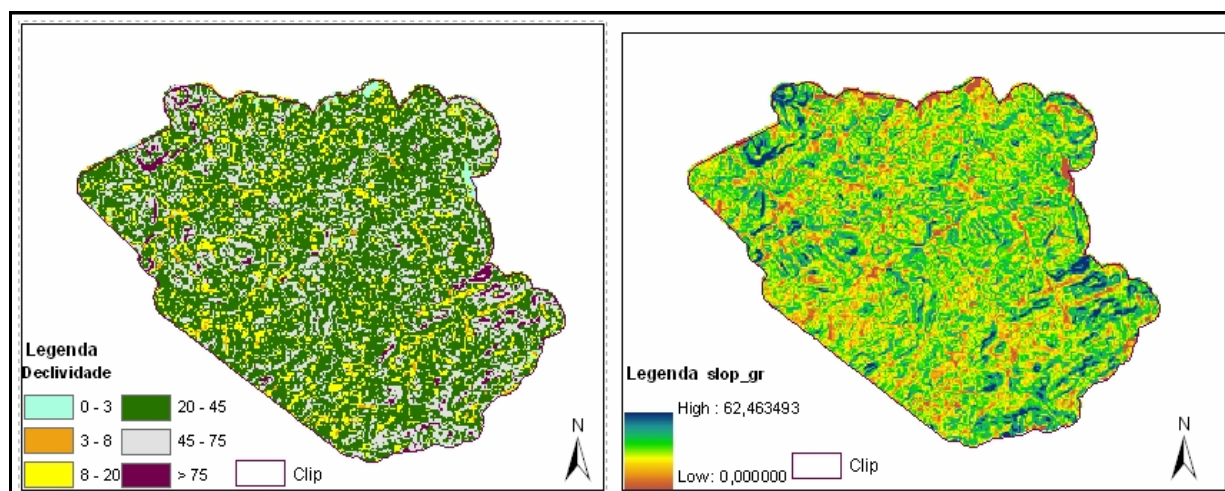 Legenda
Declividade
0 - 3
3 - 8
8 - 20
20 - 45
45 - 75
> 75
Clip
N
Legenda slop_gr
High : 62,463493
Low: 0,000000
Clip
N